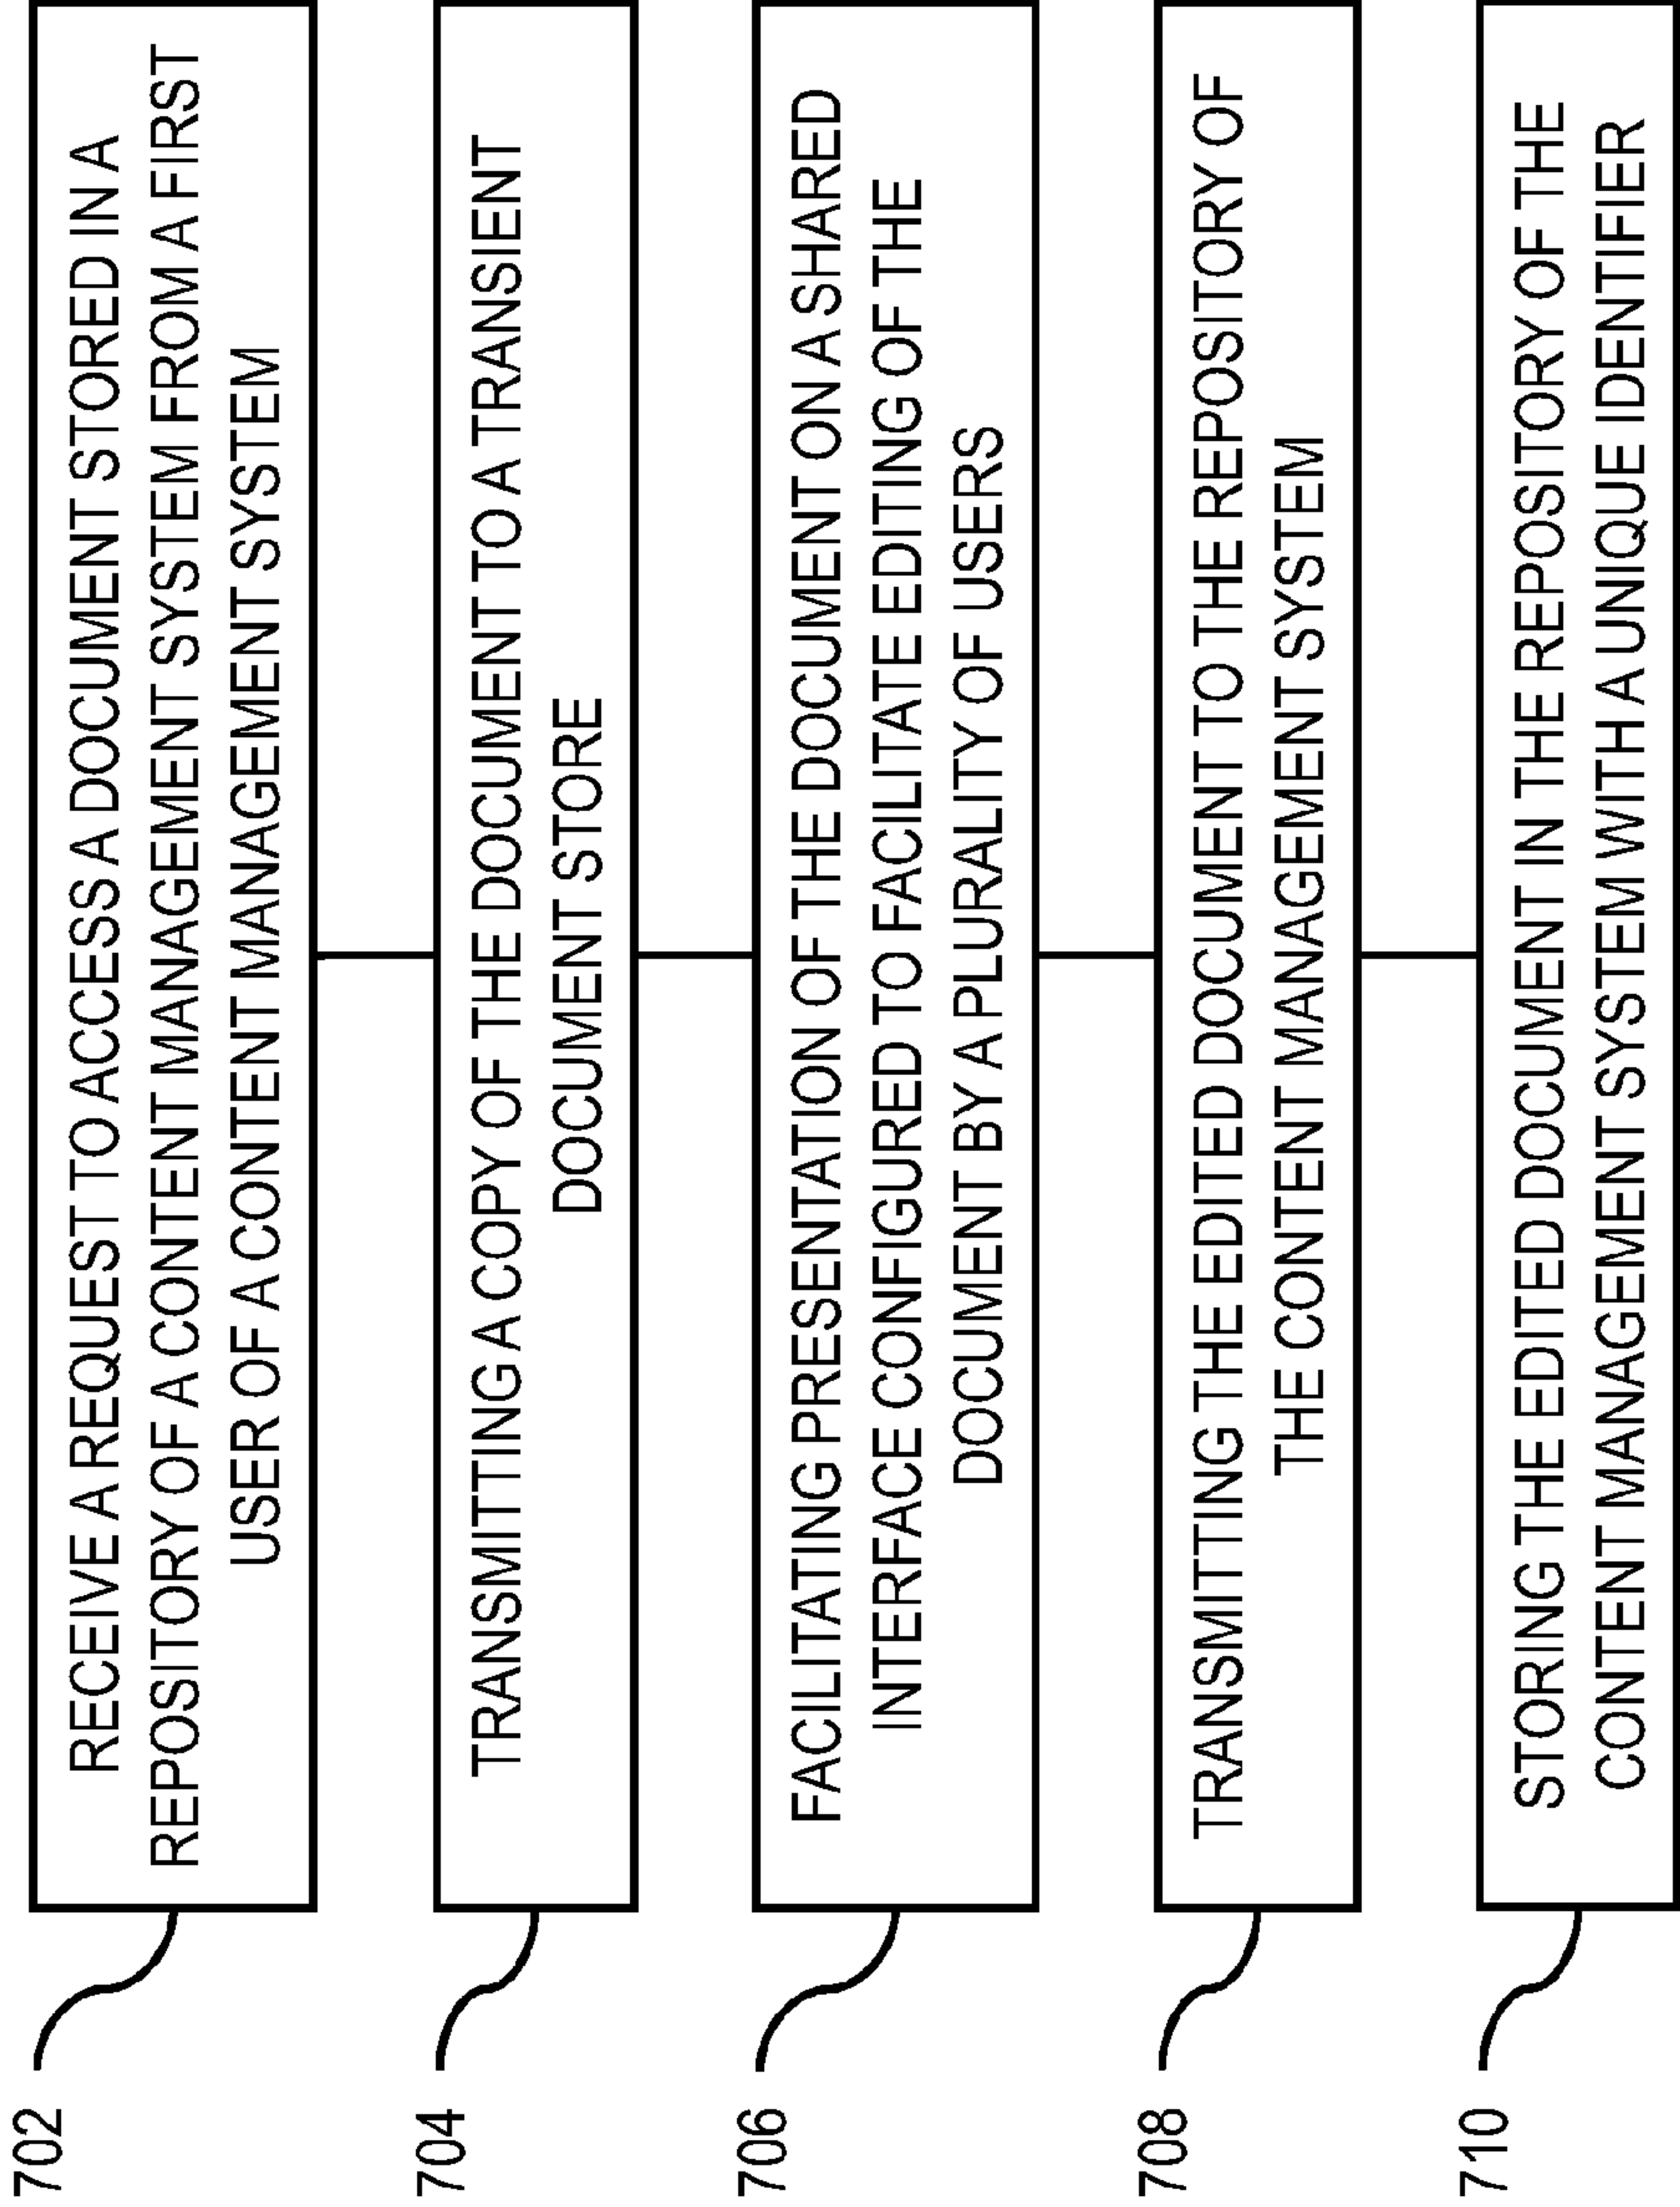 702
RECEIVE A REQUEST TO ACCESS A DOCUMENT STORED IN A
REPOSITORY OF A CONTENT MANAGEMENT SYSTEM FROM A FIRST
USER OF A CONTENT MANAGEMENT SYSTEM
704
TRANSMITTING A COPY OF THE DOCUMENT TO A TRANSIENT
DOCUMENT STORE
706
FACILITATING PRESENTATION OF THE DOCUMENT ON A SHARED
INTERFACE CONFIGURED TO FACILITATE EDITING OF THE
DOCUMENT BY A PLURALITY OF USERS
708
TRANSMITTING THE EDITED DOCUMENT TO THE REPOSITORY OF
THE CONTENT MANAGEMENT SYSTEM
710
STORING THE EDITED DOCUMENT IN THE REPOSITORY OF THE
CONTENT MANAGEMENT SYSTEM WITH A UNIQUE IDENTIFIER